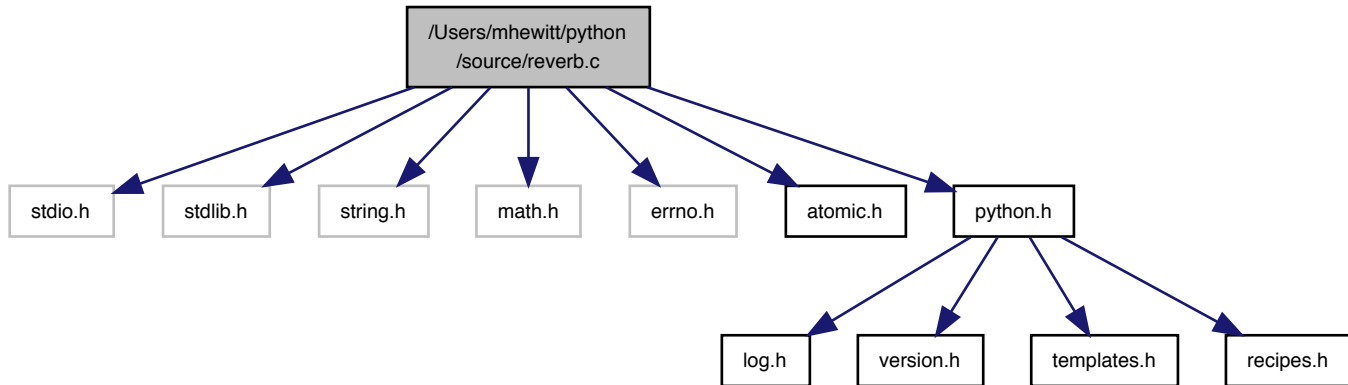 /Users/mhewitt/python
/source/reverb.c
stdio.h
stdlib.h
string.h
math.h
errno.h
atomic.h
python.h
log.h
version.h
templates.h
recipes.h